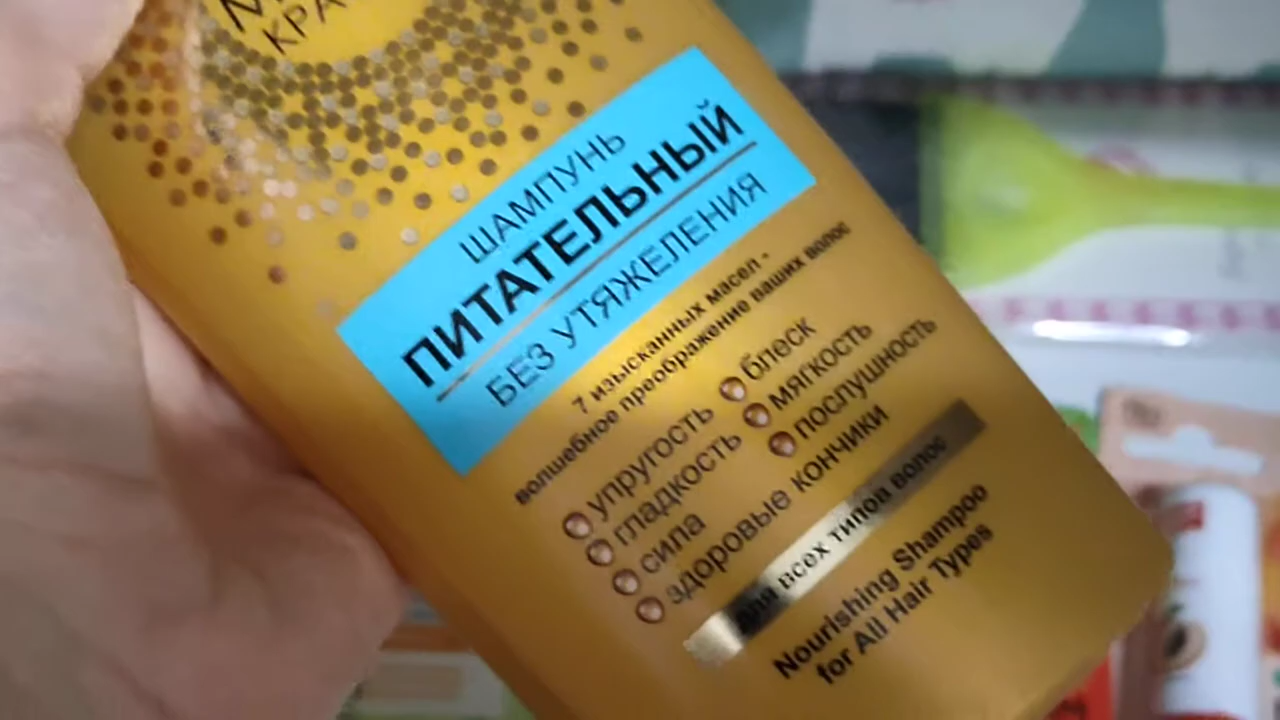 ШАМПУНЬ
ПИТАТЕЛЬНЫЙ
БЕЗ УТЯЖЕЛЕНИЯ
7 изысканных масел -
волшебное преображение ваших волос
упругость
гладкость
сила
здоровые кончики
блеск
мягкость
послушность
для всех типов волос
Nourishing Shampoo
for All Hair Types